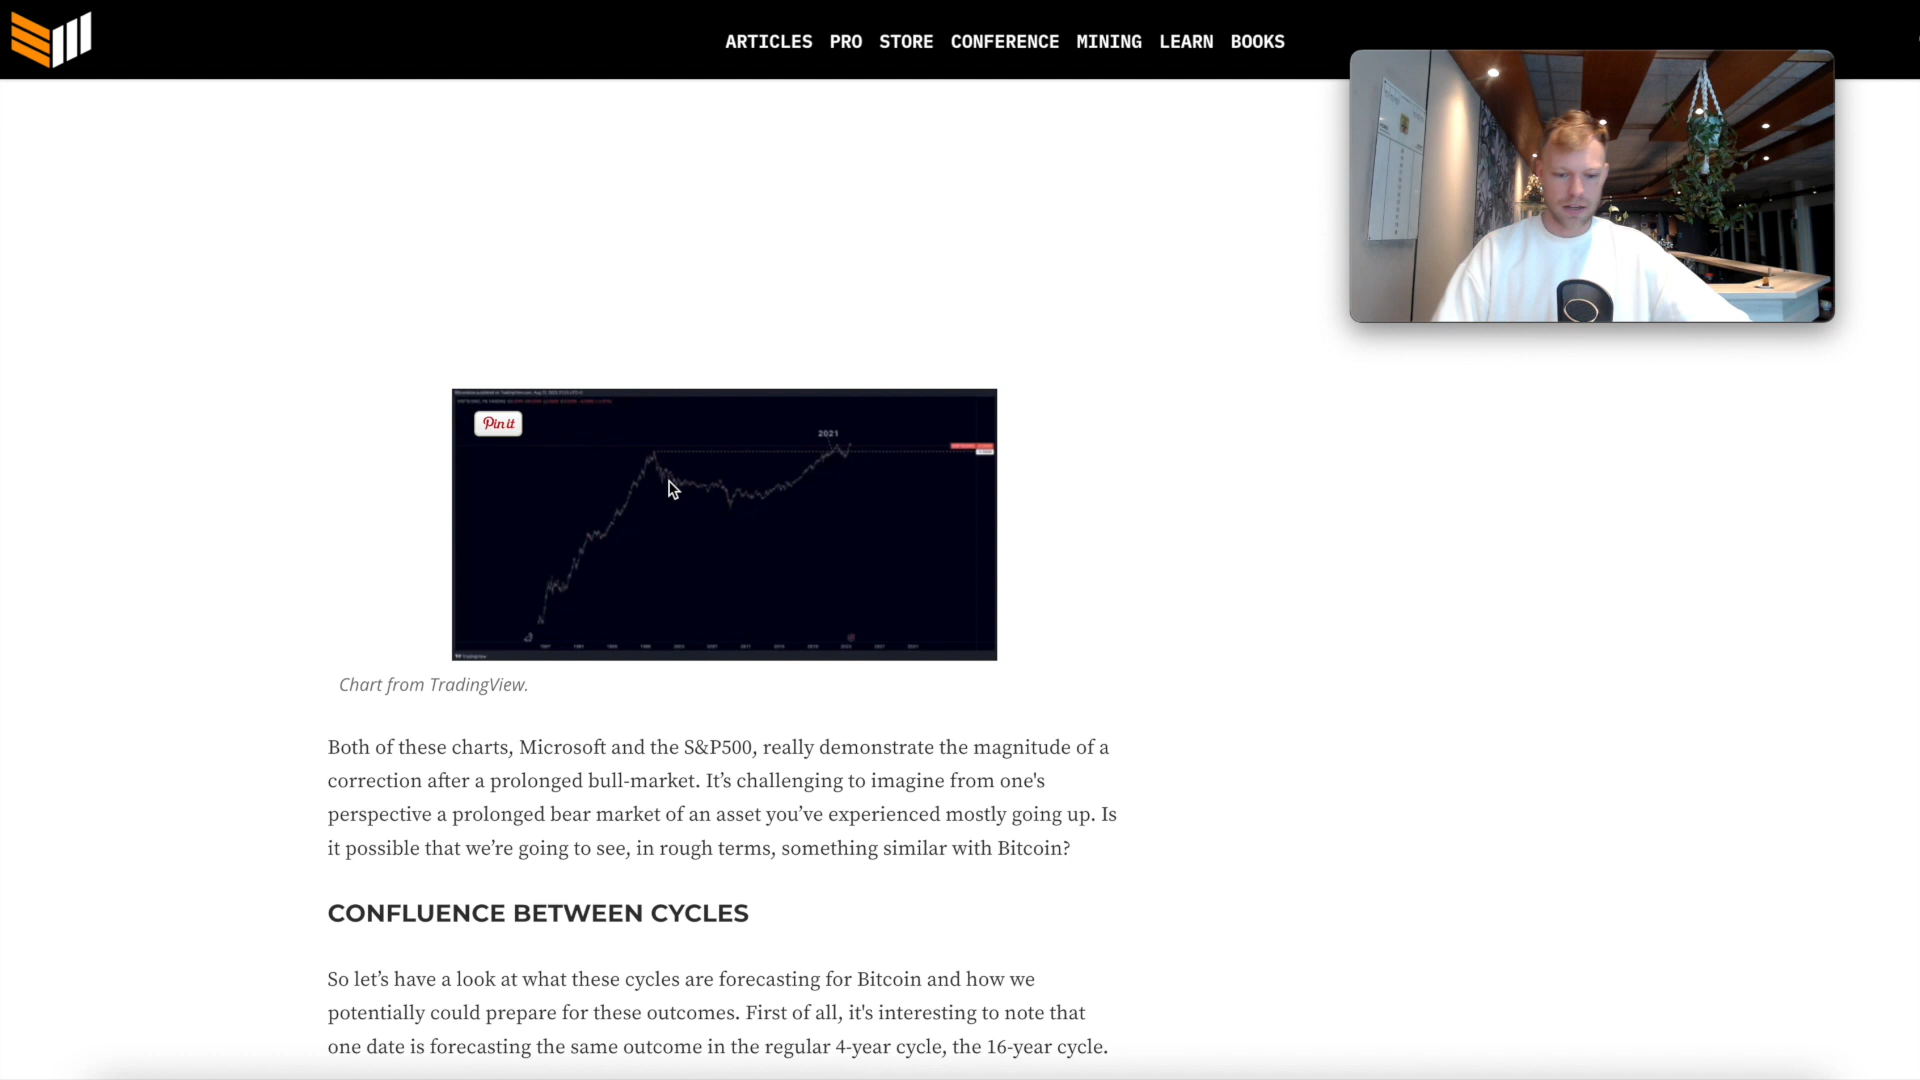 ARTICLES PRO STORE CONFERENCE MINING LEARN BOOKS
Pin it
2021
Chart from TradingView.
Both of these charts, Microsoft and the S&P500, really demonstrate the magnitude of a
correction after a prolonged bull-market. It’s challenging to imagine from one's
perspective a prolonged bear market of an asset you’ve experienced mostly going up. Is
it possible that we’re going to see, in rough terms, something similar with Bitcoin?
CONFLUENCE BETWEEN CYCLES
So let’s have a look at what these cycles are forecasting for Bitcoin and how we
potentially could prepare for these outcomes. First of all, it's interesting to note that
one date is forecasting the same outcome in the regular 4-year cycle, the 16-year cycle.